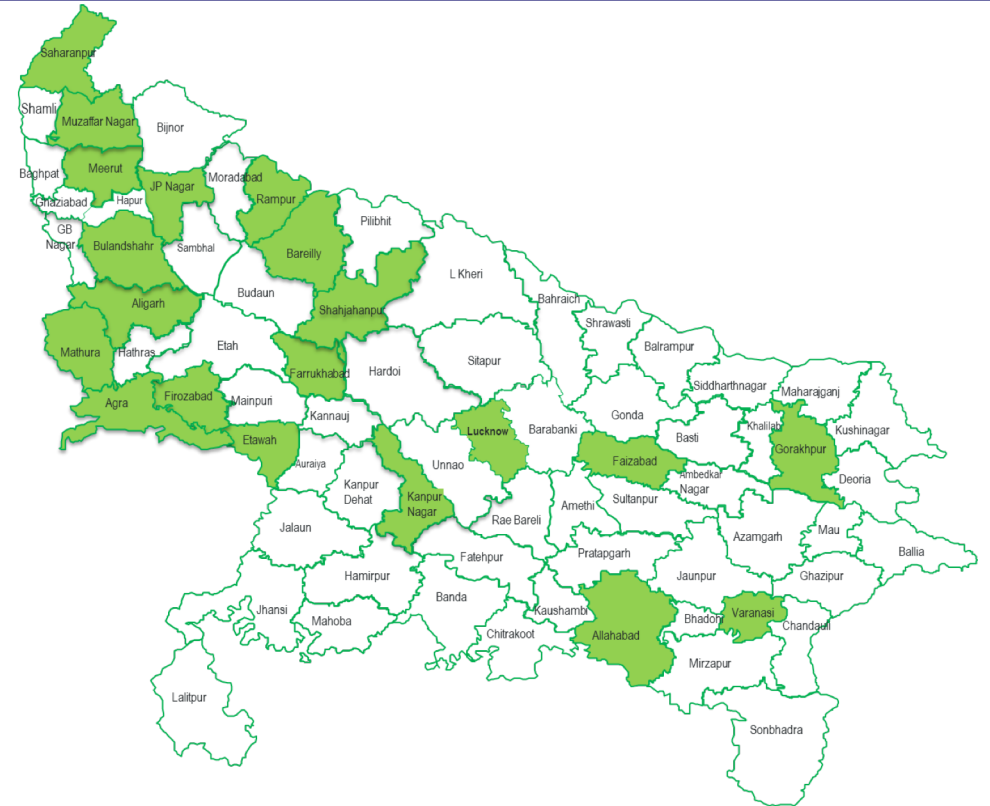 Saharanpur
Shamli
Muzaffar Nagar
Bijnor
Baghpat
Meerut
JP Nagar
Moradabad
Rampur
Ghaziabad
Hapur
GB
Nagar
Bulandshahr
Sambhal
Bareilly
Pilibhit
L Kheri
Budaun
Aligarh
Shahjahanpu
Bahraich
Shrawasti
Balrampur
Mathura
Hathras
Etah
Farrukhabad
Hardoi
Sitapur
Siddharthnagar
Maharajganj
Agra
Firozabad
Mainpuri
Kannauj
Lucknow
Barabanki
Gonda
Basti
Khalilab
Kushinagar
Gorakhpur
Etawah
Auraiya
Kanpur
Dehat
Unnao
Kanpur
Nagar
Faizabad
Ambedkar
Nagar
Deoria
Rae Bareli
Amethi
Sultanpur
Jalaun
Azamgarh
Mau
Ballia
Fatehpur
Pratapgarh
Hamirpur
Jaunpur
Ghazipur
Banda
Jhansi
Mahoba
Kaushambi
Chitrakoot
Allahabad
Bhadohi
Varanasi
Chandauli
Mirzapur
Lalitpur
Sonbhadra